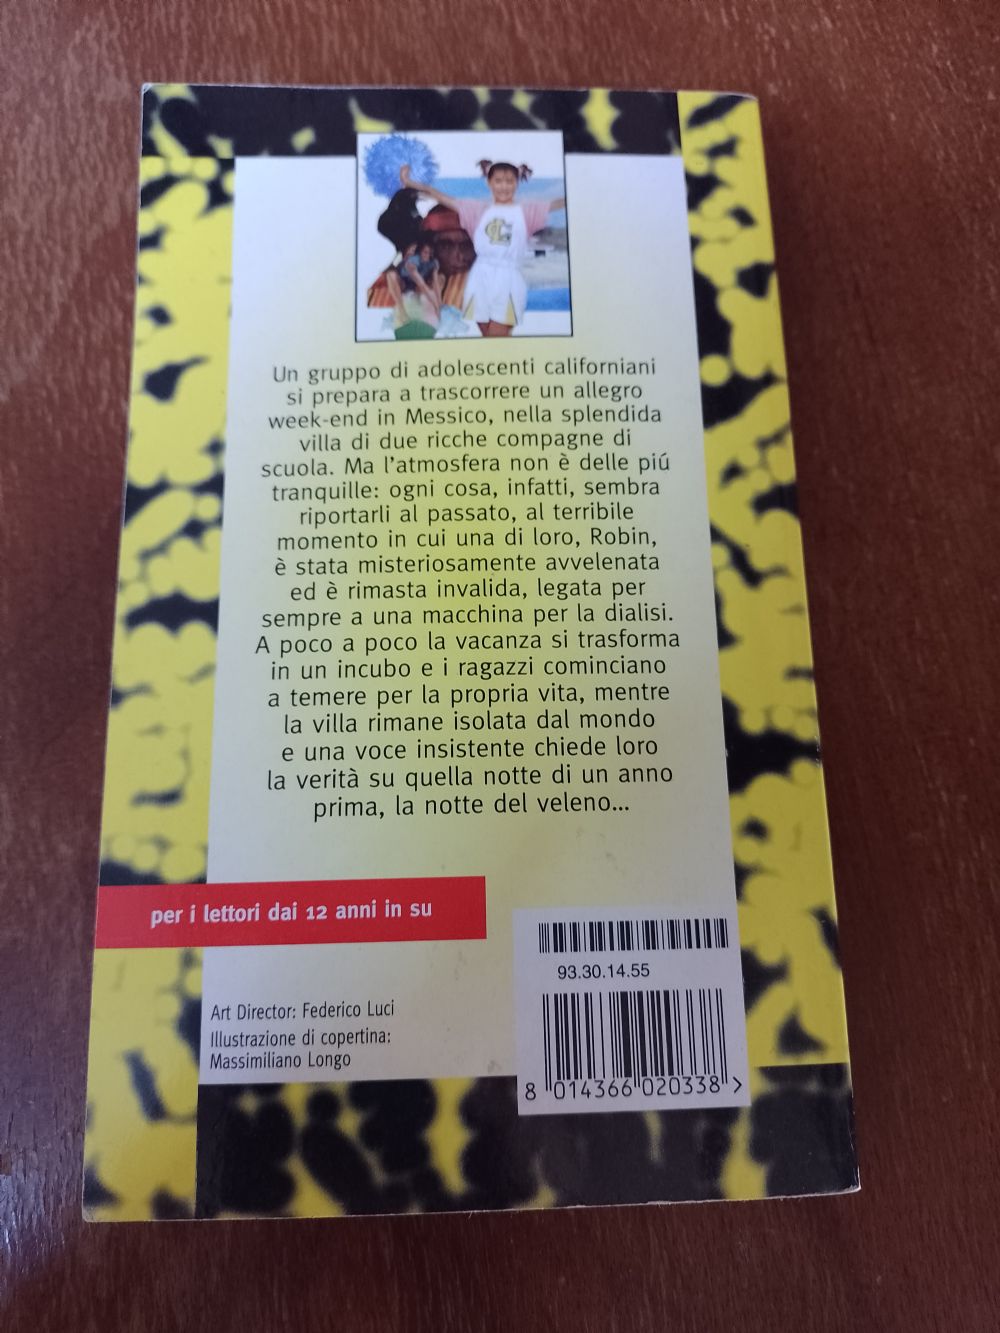 Un gruppo di adolescenti californiani
si prepara a trascorrere un allegro
week-end in Messico, nella splendida
villa di due ricche compagne di
scuola. Ma l'atmosfera non è delle piú
tranquille: ogni cosa, infatti, sembra
riportarli al passato, al terribile
momento in cui una di loro, Robin,
è stata misteriosamente avvelenata
ed è rimasta invalida, legata per
sempre a una macchina per la dialisi.
A poco a poco la vacanza si trasforma
in un incubo e i ragazzi cominciano
a temere per la propria vita, mentre
la villa rimane isolata dal mondo
e una voce insistente chiede loro
la verità su quella notte di un anno
prima, la notte del veleno...
per i lettori dai 12 anni in su
93.30.14.55
Art Director: Federico Luci
Illustrazione di copertina:
Massimiliano Longo
8 014366 020338 >